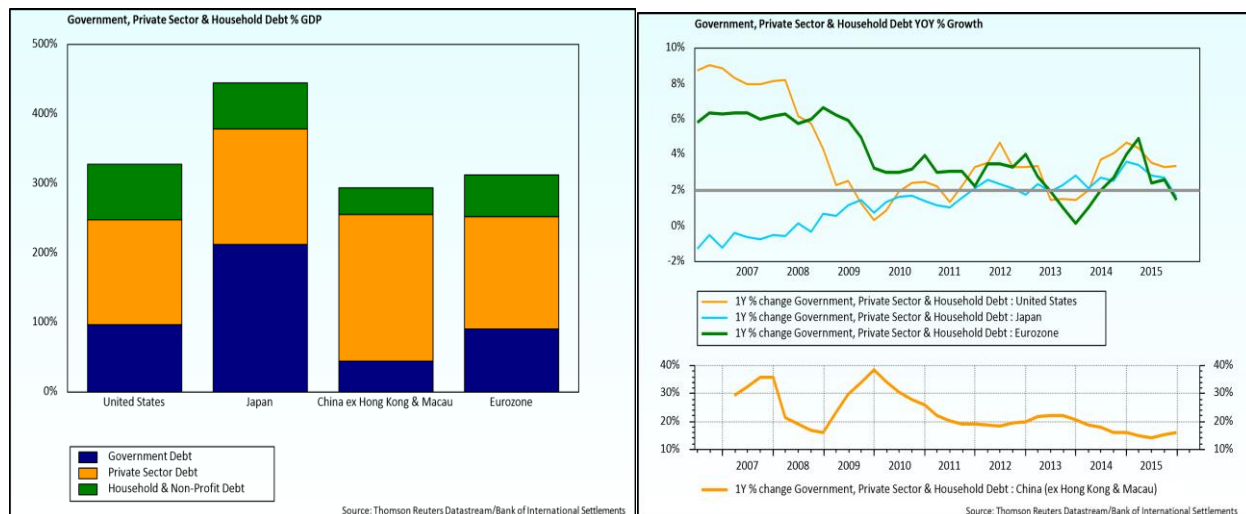 Government, Private Sector & Household Debt % GDP
500%
400%
300%
200%
100%
0%
United States Japan China ex Hong Kong & Macau Eurozone
Government Debt
Private Sector Debt
Household & Non-Profit Debt
Source: Thomson Reuters Datastream/Bank of International Settlements
Government, Private Sector & Household Debt YOY % Growth
10%
8%
6%
4%
2%
0%
-2%
2007 2008 2009 2010 2011 2012 2013 2014 2015
1Y % change Government, Private Sector & Household Debt : United States
1Y % change Government, Private Sector & Household Debt : Japan
1Y % change Government, Private Sector & Household Debt : Eurozone
40% 40%
30% 30%
20% 20%
10% 10%
2007 2008 2009 2010 2011 2012 2013 2014 2015
1Y % change Government, Private Sector & Household Debt : China (ex Hong Kong & Macau)
Source: Thomson Reuters Datastream/Bank of International Settlements